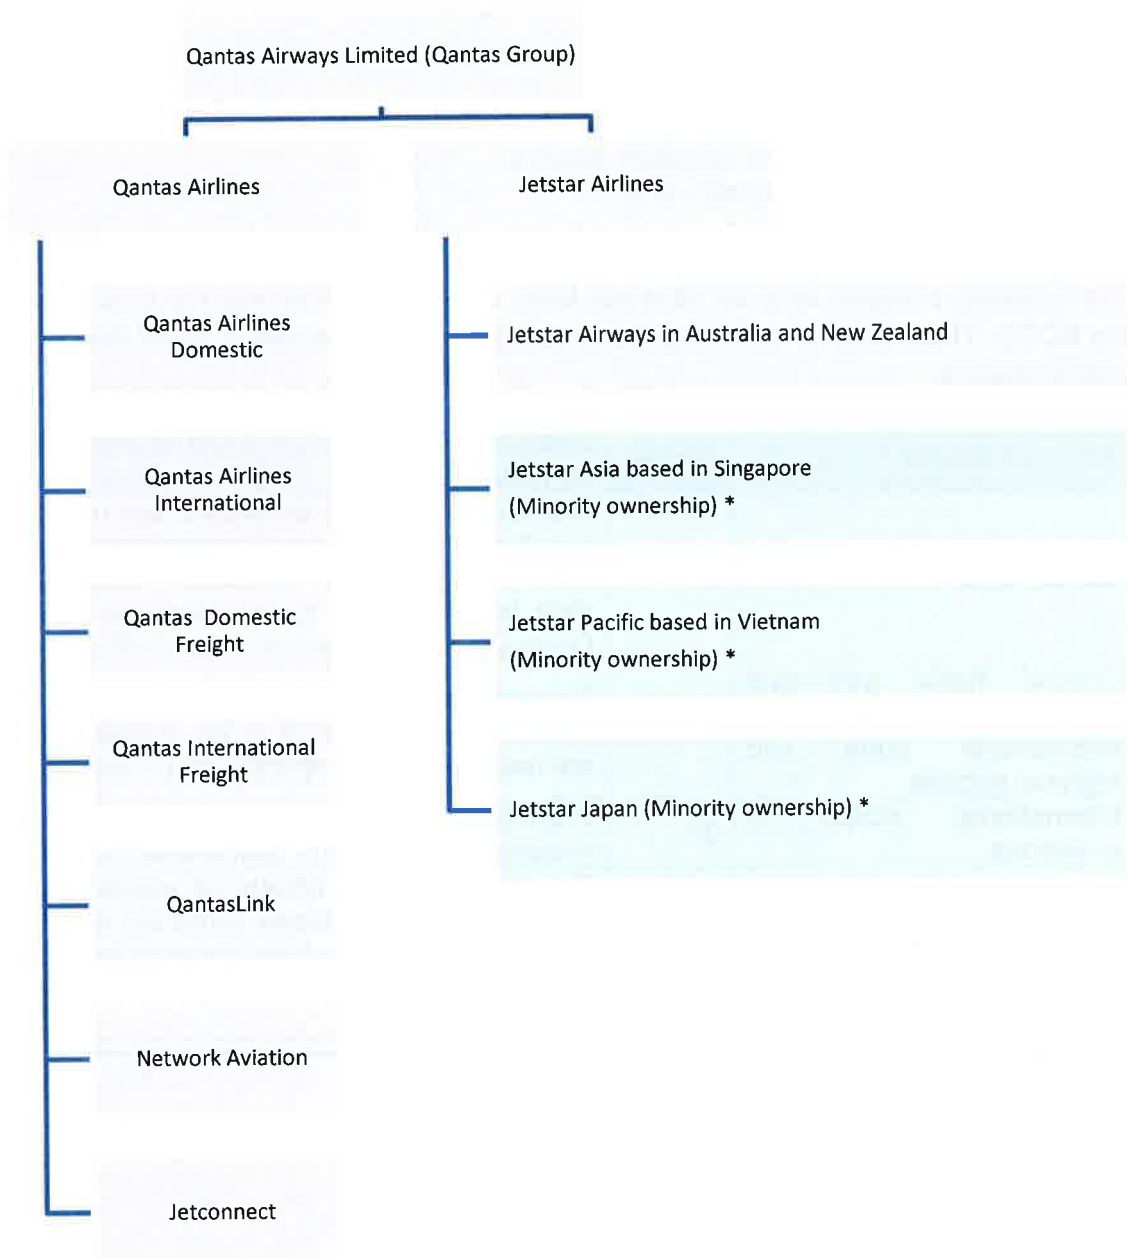 Qantas Airways Limited (Qantas Group)
Qantas Airlines
Jetstar Airlines
Qantas Airlines
Domestic
Qantas Airlines
International
Qantas Domestic
Freight
Qantas International
Freight
QantasLink
Network Aviation
Jetconnect
Jetstar Airways in Australia and New Zealand
Jetstar Asia based in Singapore
(Minority ownership) *
Jetstar Pacific based in Vietnam
(Minority ownership) *
Jetstar Japan (Minority ownership) *